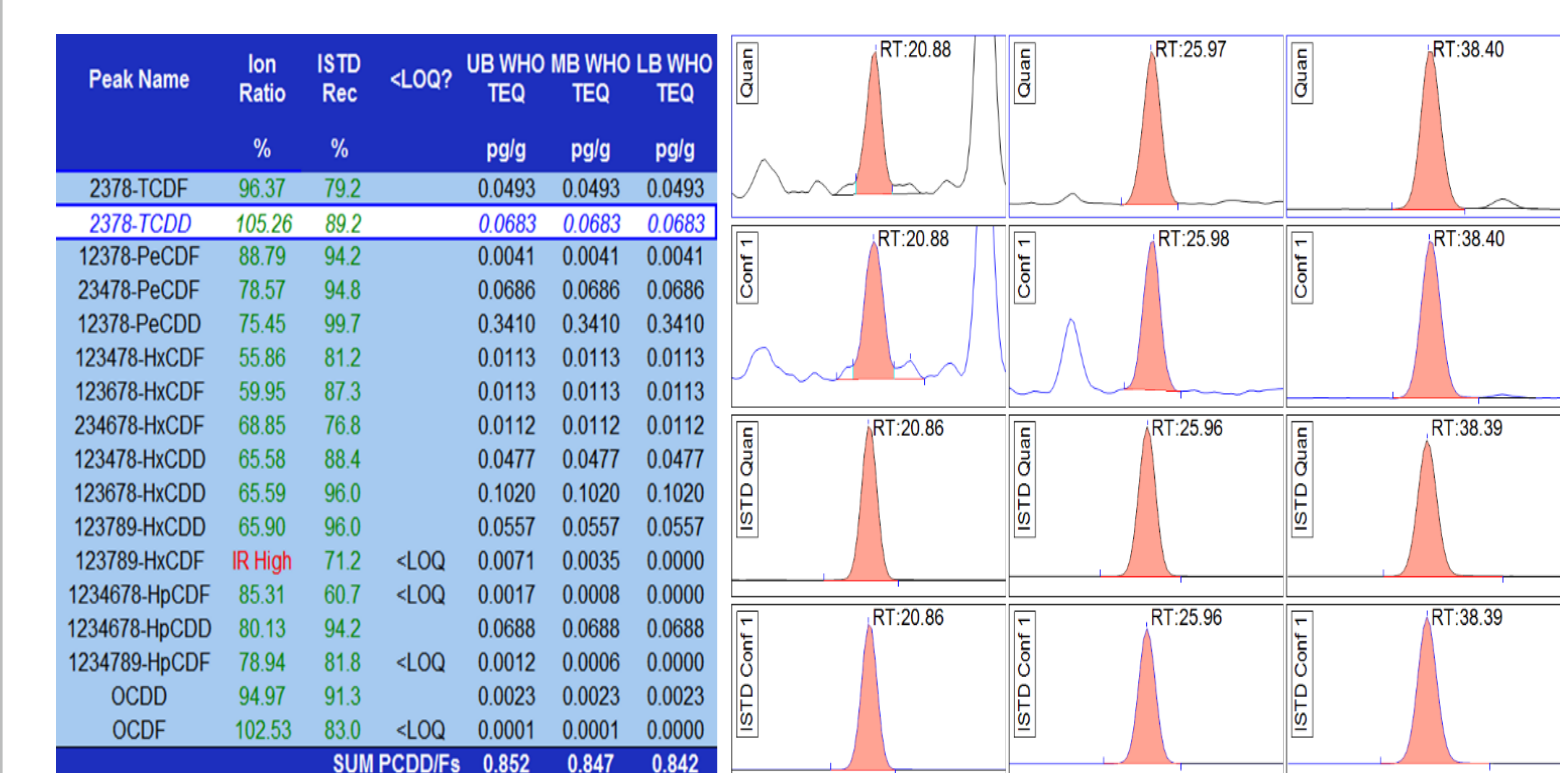 Peak Name Ion Ratio ISTD Rec <LOQ? UB WHO TEQ MB WHO TEQ LB WHO TEQ
% % pg/g pg/g pg/g
2378-TCDF 96.37 79.2 0.0493 0.0493 0.0493
2378-TCDD 105.26 89.2 0.0683 0.0683 0.0683
12378-PeCDF 88.79 94.2 0.0041 0.0041 0.0041
23478-PeCDF 78.57 94.8 0.0686 0.0686 0.0686
12378-PeCDD 75.45 99.7 0.3410 0.3410 0.3410
123478-HxCDF 55.86 81.2 0.0113 0.0113 0.0113
123678-HxCDF 59.95 87.3 0.0113 0.0113 0.0113
234678-HxCDF 68.85 76.8 0.0112 0.0112 0.0112
123478-HxCDD 65.58 88.4 0.0477 0.0477 0.0477
123678-HxCDD 65.59 96.0 0.1020 0.1020 0.1020
123789-HxCDD 65.90 96.0 0.0557 0.0557 0.0557
123789-HxCDF IR High 71.2 <LOQ 0.0071 0.0035 0.0000
1234678-HpCDF 85.31 60.7 <LOQ 0.0017 0.0008 0.0000
1234678-HpCDD 80.13 94.2 0.0688 0.0688 0.0688
1234789-HpCDF 78.94 81.8 <LOQ 0.0012 0.0006 0.0000
OCDD 94.97 91.3 0.0023 0.0023 0.0023
OCDF 102.53 83.0 <LOQ 0.0001 0.0001 0.0000
SUM PCDD/Fs 0.852 0.847 0.842
Quan RT:20.88
Quan RT:25.97
Quan RT:38.40
Conf 1 RT:20.88
Conf 1 RT:25.98
Conf 1 RT:38.40
ISTD Quan RT:20.86
ISTD Quan RT:25.96
ISTD Quan RT:38.39
ISTD Conf 1 RT:20.86
ISTD Conf 1 RT:25.96
ISTD Conf 1 RT:38.39